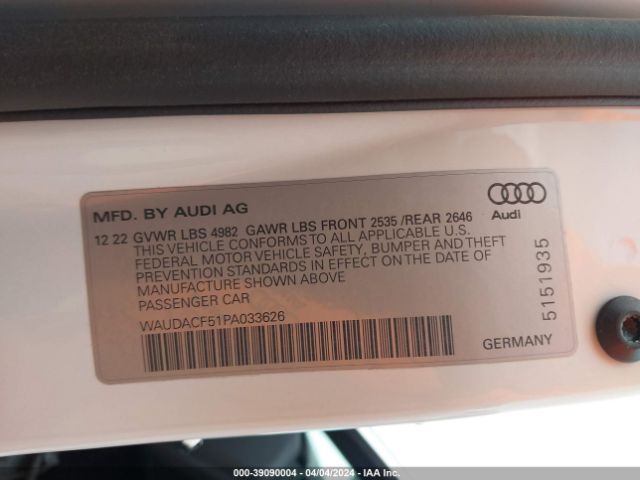 MFD. BY AUDI AG
12 22 GVWR LBS 4982 GAWR LBS FRONT 2535 /REAR 2646
THIS VEHICLE CONFORMS TO ALL APPLICABLE U.S.
FEDERAL MOTOR VEHICLE SAFETY, BUMPER AND THEFT
PREVENTION STANDARDS IN EFFECT ON THE DATE OF
MANUFACTURE SHOWN ABOVE
PASSENGER CAR
WAUDACF51PA033626
Audi
5151935
GERMANY
000-39090004 - 04/04/2024 - IAA Inc.